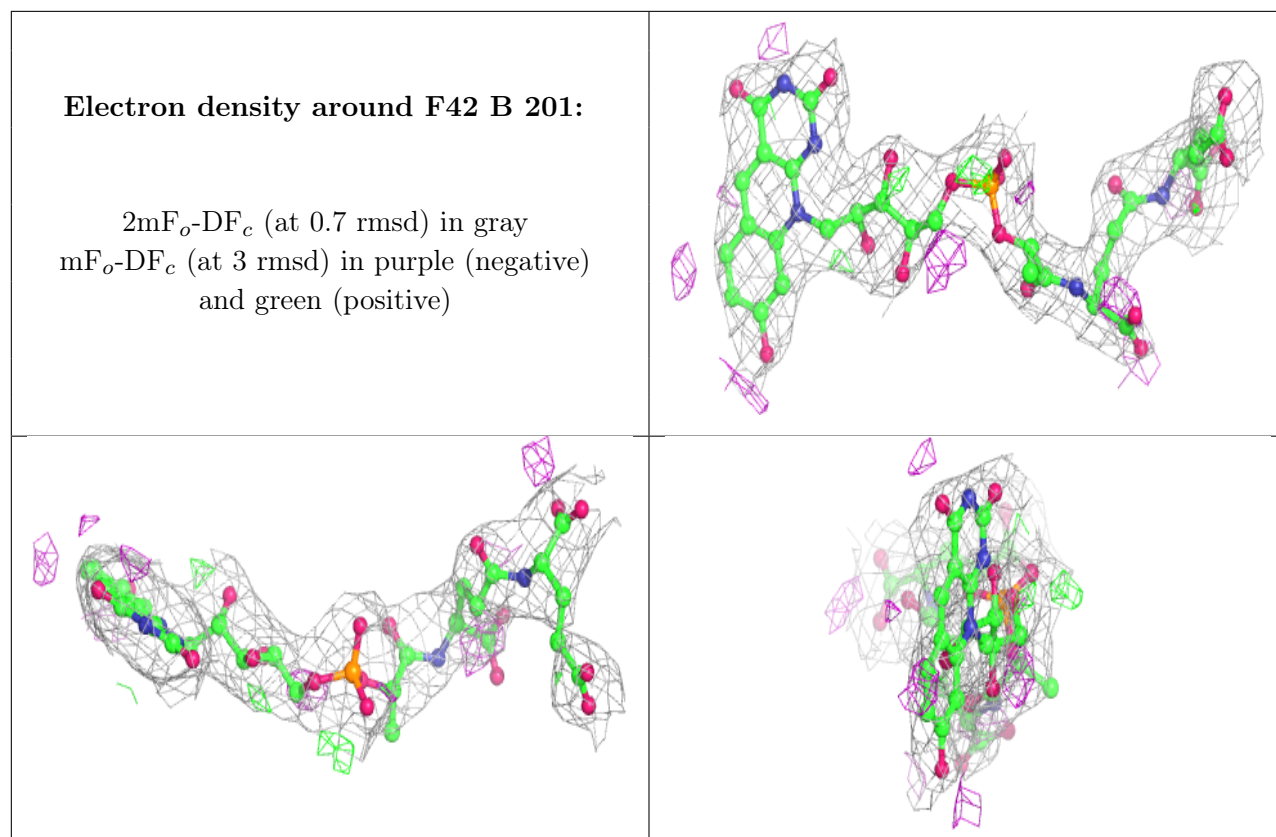 Electron density around F42 B 201:
2mFo-DFc (at 0.7 rmsd) in gray
mFo-DFc (at 3 rmsd) in purple (negative)
and green (positive)